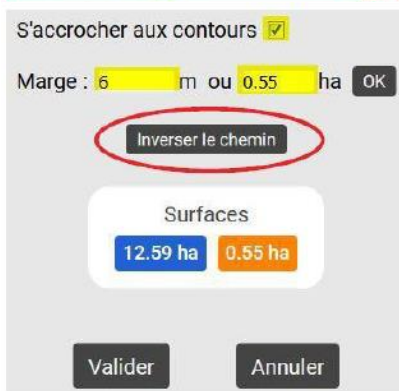 S'accrocher aux contours
Marge : 6 m ou 0.55 ha OK
Inverser le chemin
Surfaces
12.59 ha 0.55 ha
Valider Annuler